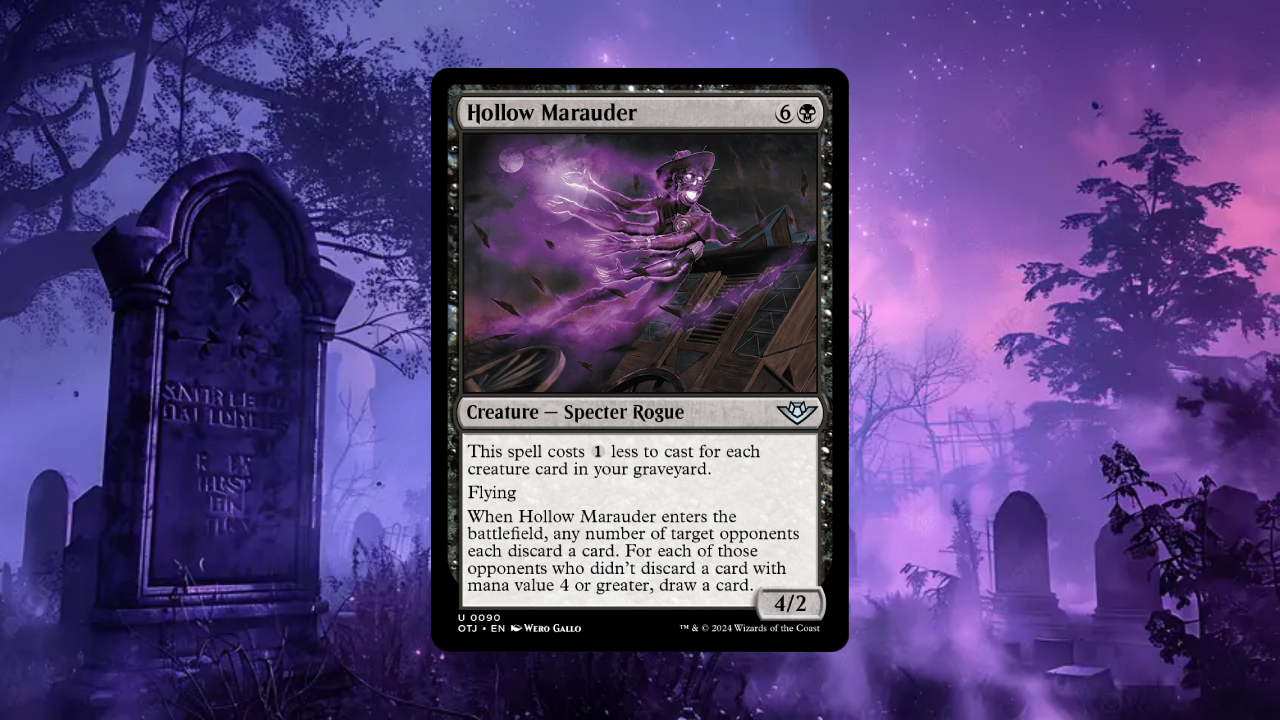 Hollow Marauder 6
Creature — Specter Rogue
This spell costs 1 less to cast for each
creature card in your graveyard.
Flying
When Hollow Marauder enters the
battlefield, any number of target opponents
each discard a card. For each of those
opponents who didn't discard a card with
mana value 4 or greater, draw a card.
4/2
U 0090
OTJ • EN Wero Gallo
™ & © 2024 Wizards of the Coast